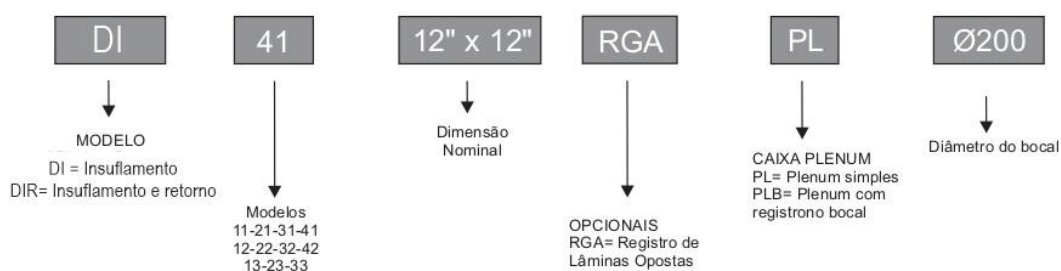 DI
41
12" x 12"
RGA
PL
Ø200
MODELO
DI = Insuflamento
DIR= Insuflamento e retorno
Modelos
11-21-31-41
12-22-32-42
13-23-33
Dimensão
Nominal
OPCIONAIS
RGA= Registro de
Lâminas Opostas
CAIXA PLENUM
PL= Plenum simples
PLB= Plenum com
registrono bocal
Diâmetro do bocal